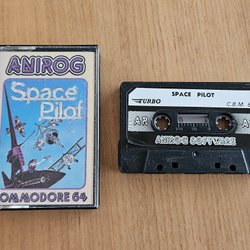 ANIROG
Space
Pilot
COMMODORE 64
SPACE PILOT
TURBO
C.B.M.
AR
ANIROG SOFTWARE